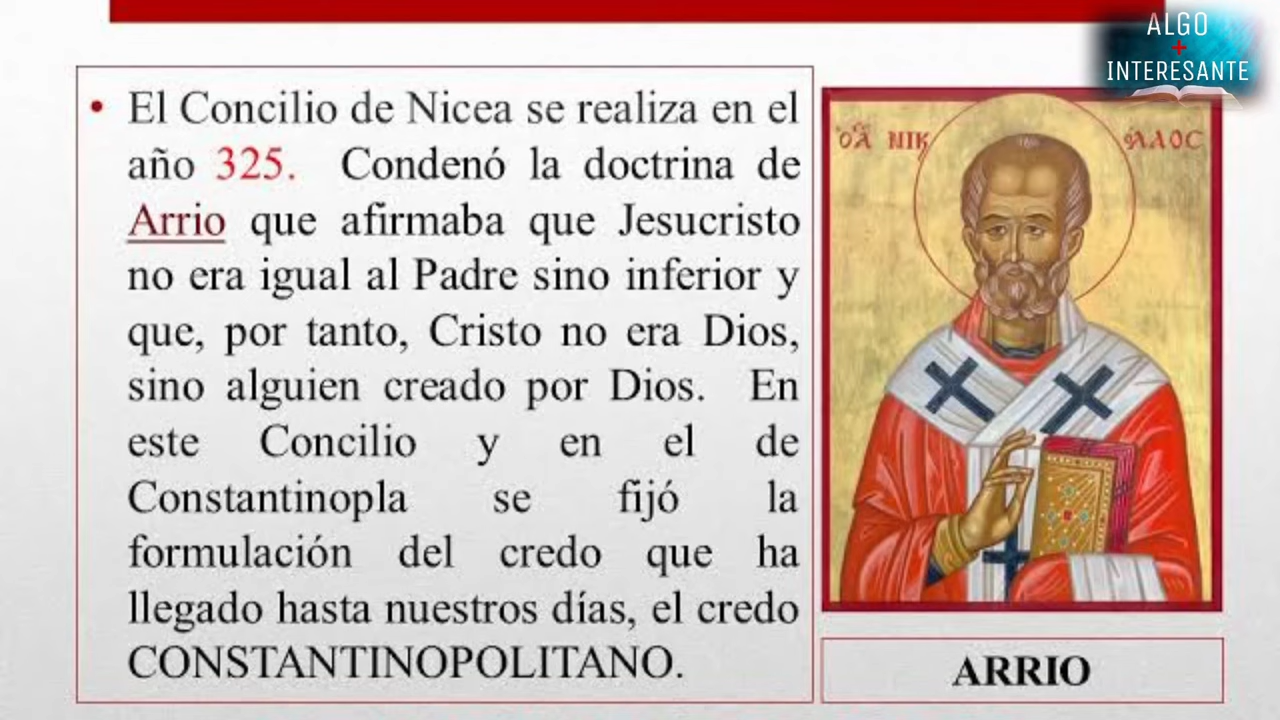 ALGO
+
INTERESANTE
• El Concilio de Nicea se realiza en el
año 325. Condenó la doctrina de
Arrio que afirmaba que Jesucristo
no era igual al Padre sino inferior y
que, por tanto, Cristo no era Dios,
sino alguien creado por Dios. En
este Concilio y en el de
Constantinopla se fijó la
formulación del credo que ha
llegado hasta nuestros días, el credo
CONSTANTINOPOLITANO.
ὉἍ ΝΙΚ
ΌΛΑΟC
ARRIO